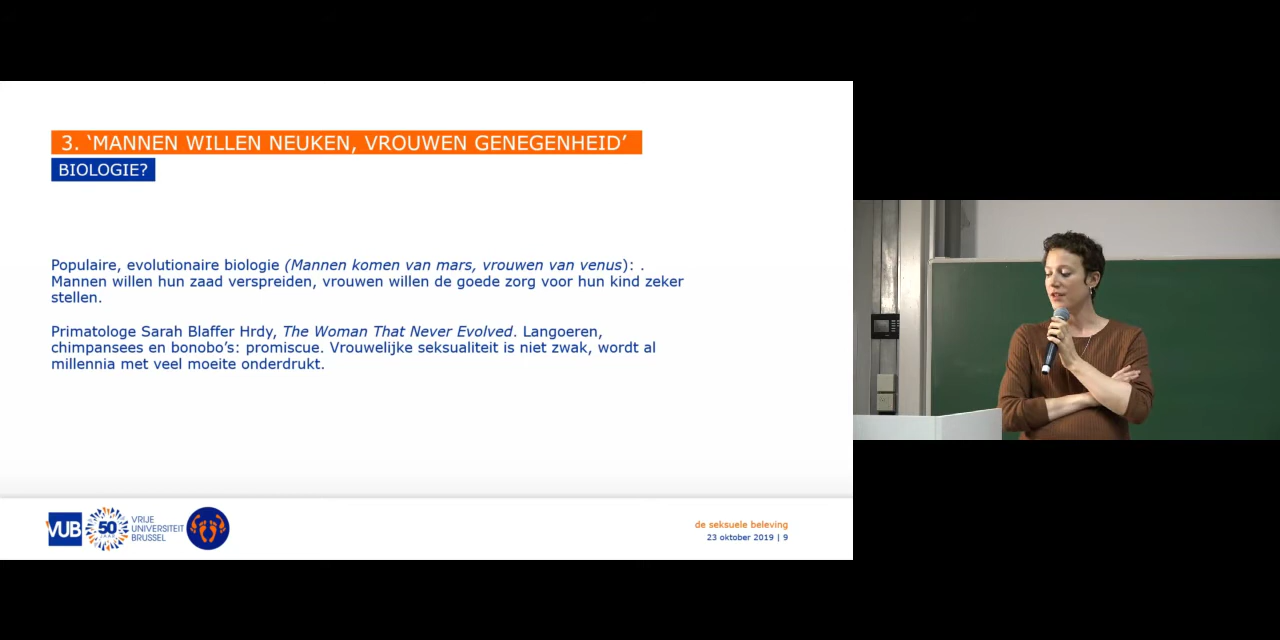 3. ‘MANNEN WILLEN NEUKEN, VROUWEN GENEGENHEID’
BIOLOGIE?
Populaire, evolutionaire biologie (Mannen komen van mars, vrouwen van venus): .
Mannen willen hun zaad verspreiden, vrouwen willen de goede zorg voor hun kind zeker
stellen.
Primatologe Sarah Blaffer Hrdy, The Woman That Never Evolved. Langoeren,
chimpansees en bonobo’s: promiscue. Vrouwelijke seksualiteit is niet zwak, wordt al
millennia met veel moeite onderdrukt.
VUB
50
JAAR
VRIJE
UNIVERSITEIT
BRUSSEL
de seksuele beleving
23 oktober 2019 | 9